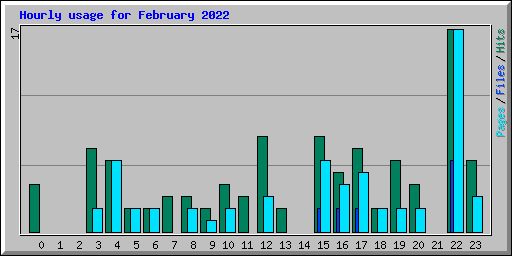 Hourly usage for February 2022
17
Pages / Files / Hits
0 1 2 3 4 5 6 7 8 9 10 11 12 13 14 15 16 17 18 19 20 21 22 23